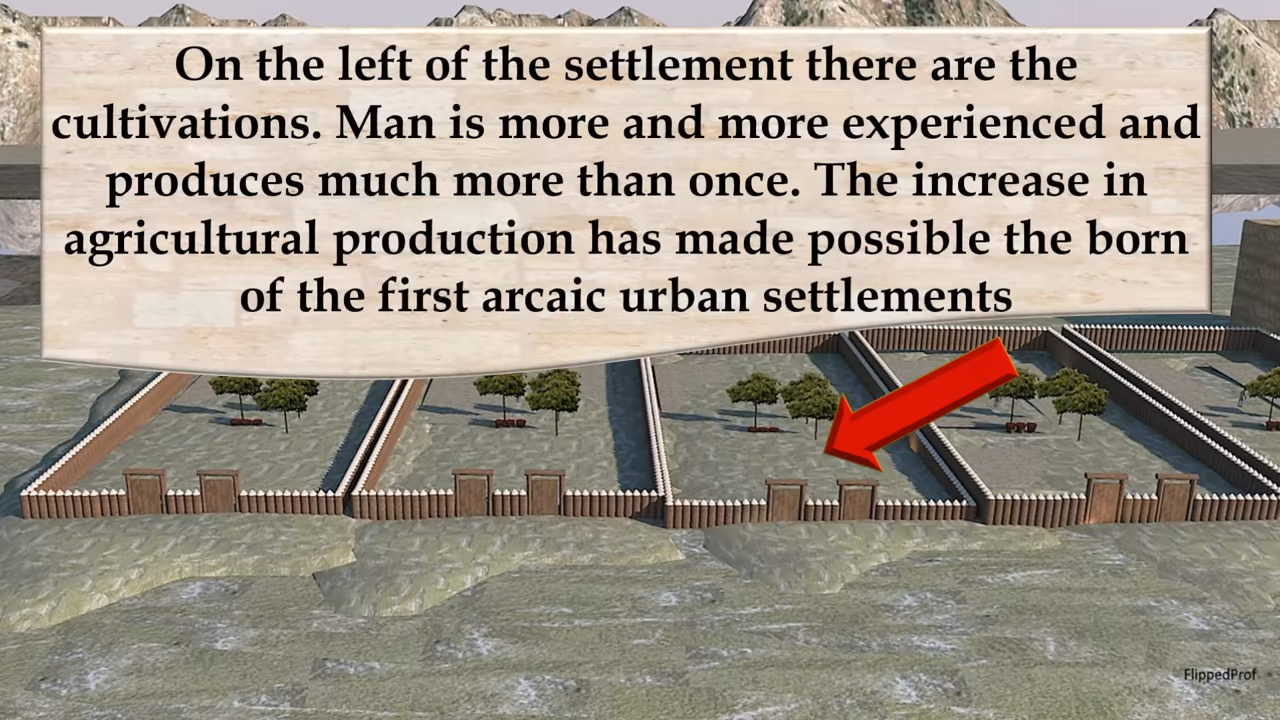 On the left of the settlement there are the
cultivations. Man is more and more experienced and
produces much more than once. The increase in
agricultural production has made possible the born
of the first arcaic urban settlements
FlippedProf